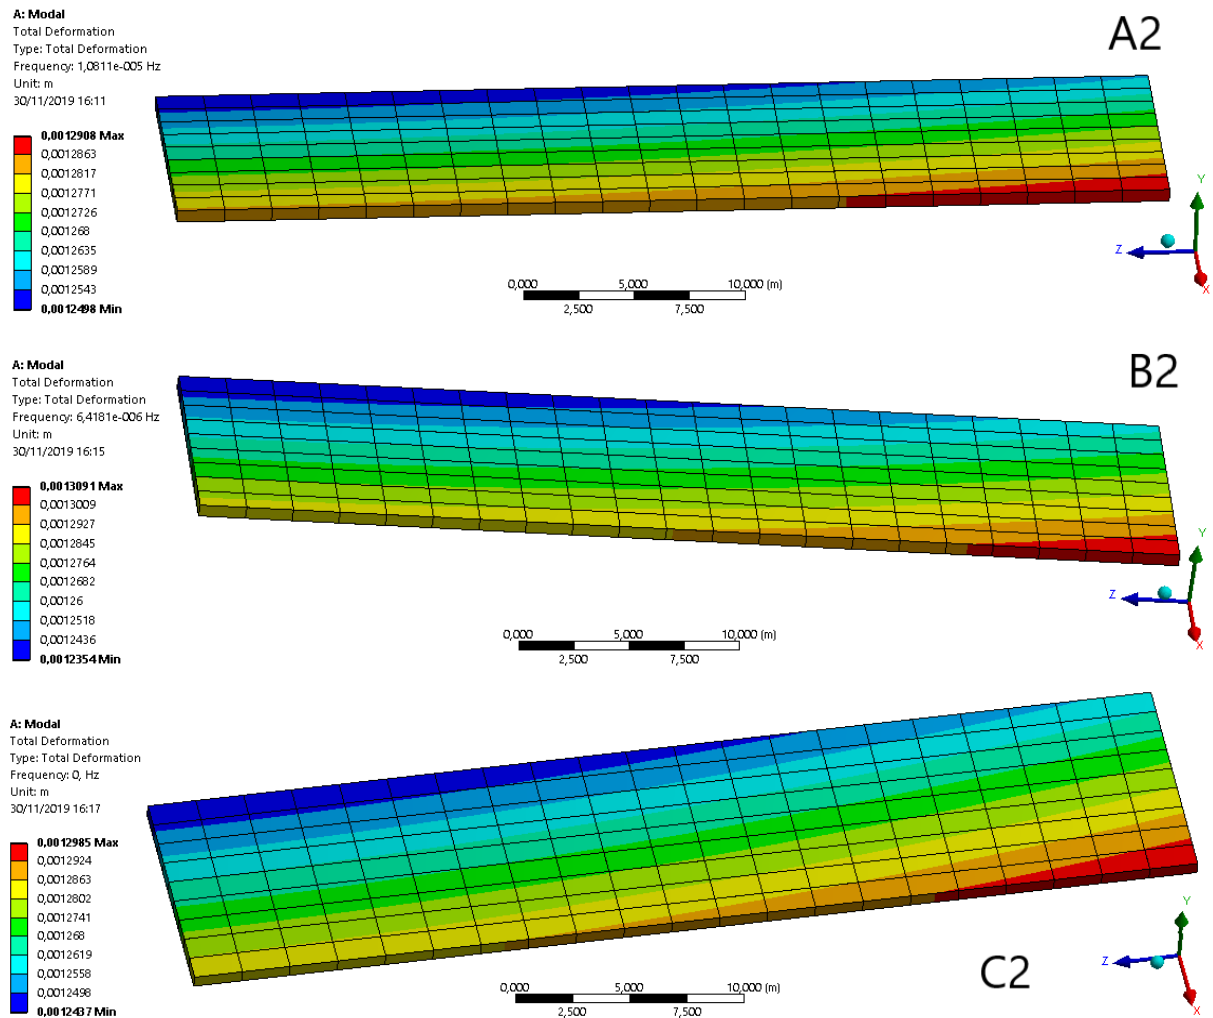 A: Modal
Total Deformation
Type: Total Deformation
Frequency: 1,0811e-005 Hz
Unit: m
30/11/2019 16:11
A2
0,0012908 Max
0,0012863
0,0012817
0,0012771
0,0012726
0,001268
0,0012635
0,0012589
0,0012543
0,0012498 Min
Y
Z
X
0,000 5,000 10,000 (m)
2,500 7,500
A: Modal
Total Deformation
Type: Total Deformation
Frequency: 6,4181e-006 Hz
Unit: m
30/11/2019 16:15
B2
0,0013091 Max
0,0013009
0,0012927
0,0012845
0,0012764
0,0012682
0,00126
0,0012518
0,0012436
0,0012354 Min
Y
Z
X
0,000 5,000 10,000 (m)
2,500 7,500
A: Modal
Total Deformation
Type: Total Deformation
Frequency: 0, Hz
Unit: m
30/11/2019 16:17
0,0012985 Max
0,0012924
0,0012863
0,0012802
0,0012741
0,001268
0,0012619
0,0012558
0,0012498
0,0012437 Min
C2
Y
Z
X
0,000 5,000 10,000 (m)
2,500 7,500